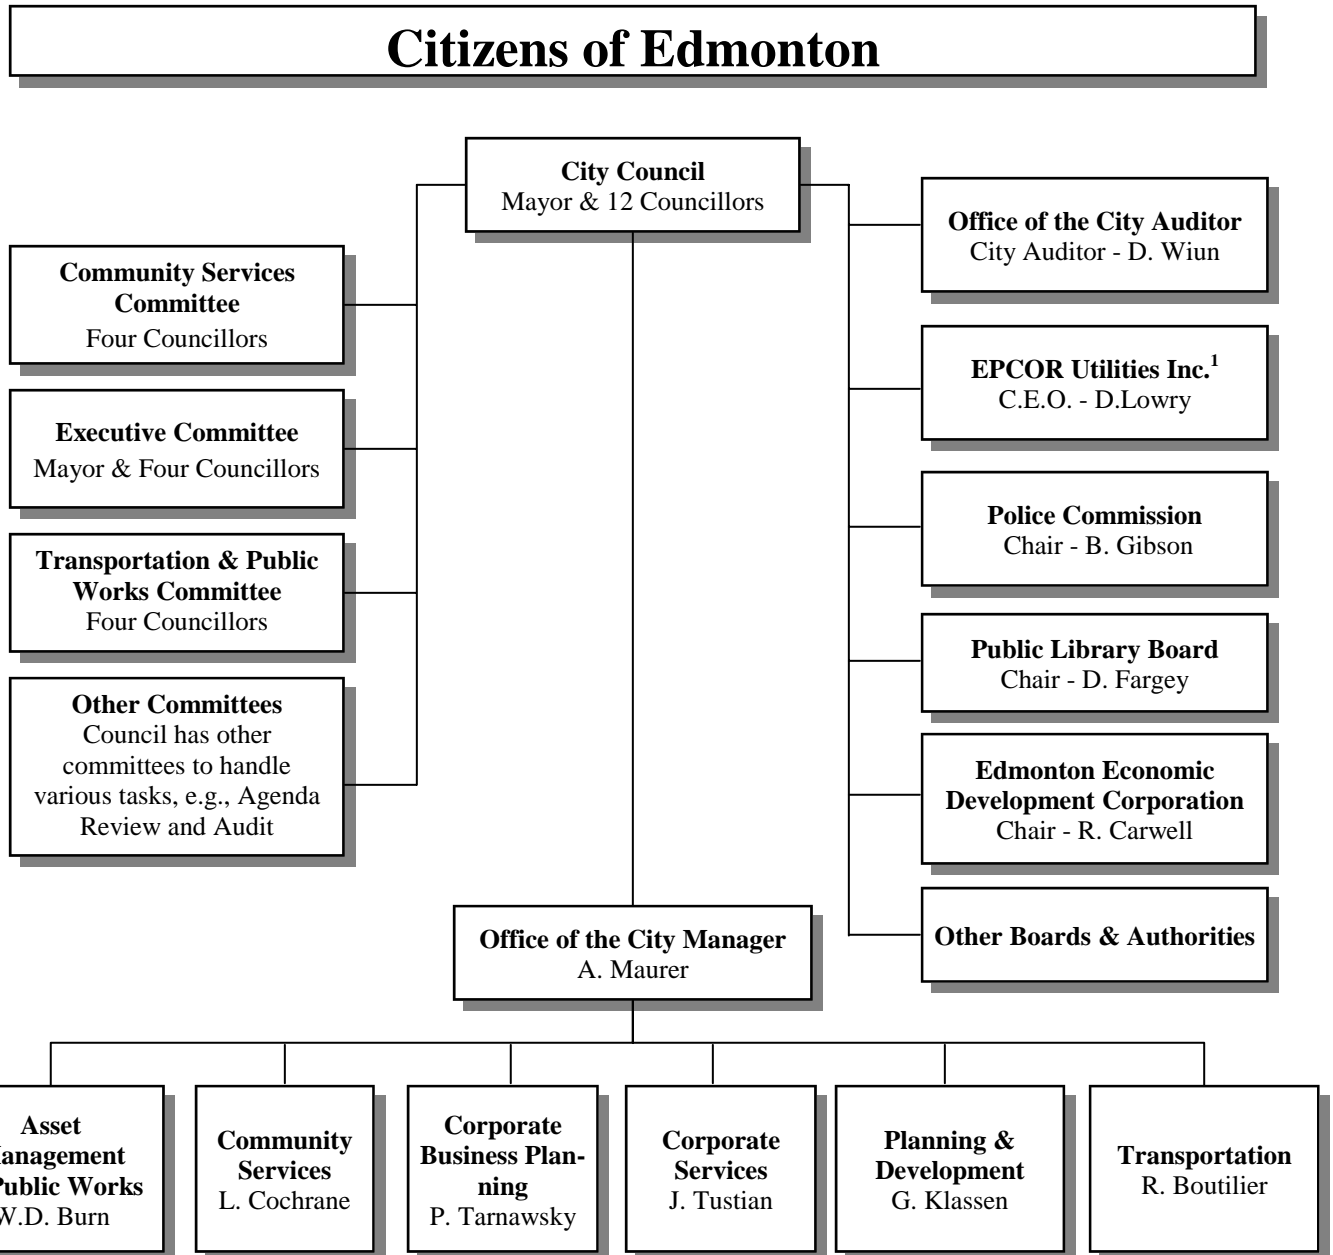 Citizens of Edmonton
City Council
Mayor & 12 Councillors
Community Services
Committee
Four Councillors
Executive Committee
Mayor & Four Councillors
Transportation & Public
Works Committee
Four Councillors
Other Committees
Council has other
committees to handle
various tasks, e.g., Agenda
Review and Audit
Office of the City Auditor
City Auditor - D. Wiun
EPCOR Utilities Inc.1
C.E.O. - D.Lowry
Police Commission
Chair - B. Gibson
Public Library Board
Chair - D. Fargey
Edmonton Economic
Development Corporation
Chair - R. Carwell
Other Boards & Authorities
Office of the City Manager
A. Maurer
Asset
anagement
Public Works
W.D. Burn
Community
Services
L. Cochrane
Corporate
Business Plan-
ning
P. Tarnawsky
Corporate
Services
J. Tustian
Planning &
Development
G. Klassen
Transportation
R. Boutilier